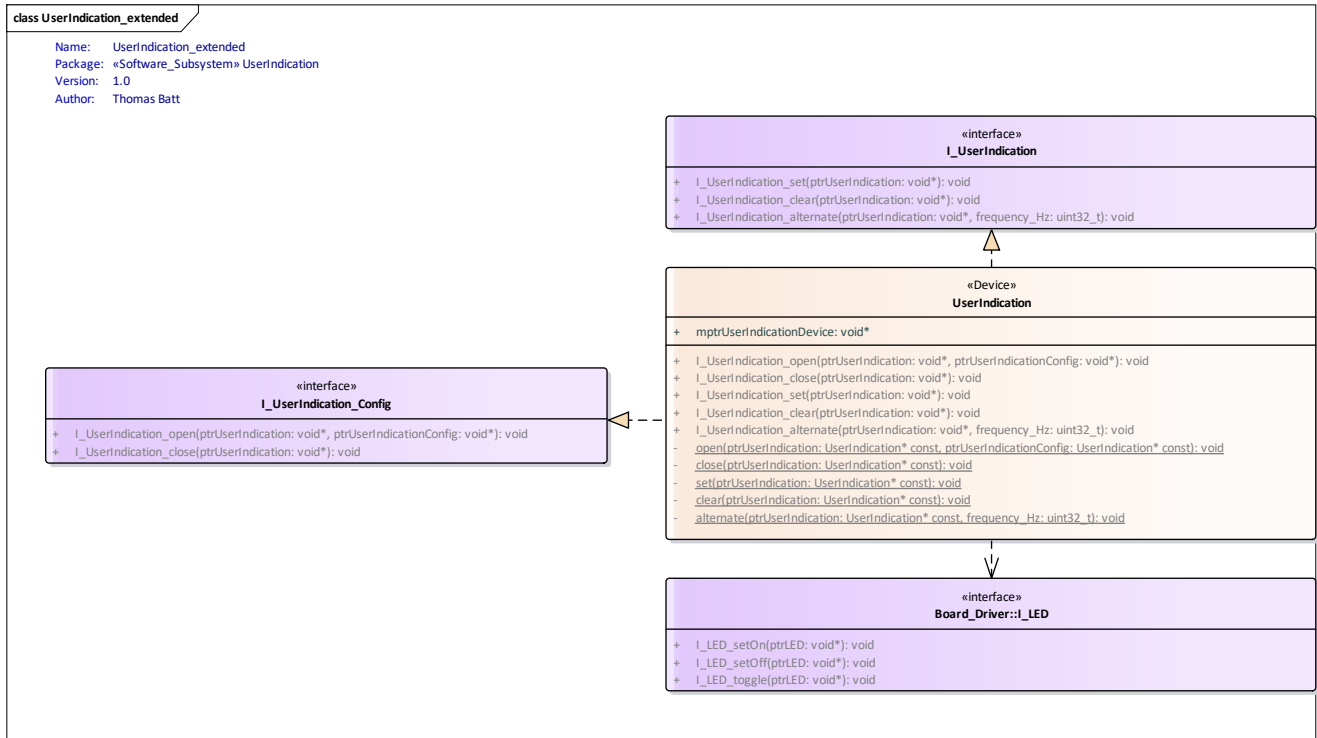 class UserIndication_extended
Name: UserIndication_extended
Package: «Software_Subsystem» UserIndication
Version: 1.0
Author: Thomas Batt
«interface»
I_UserIndication
+ I_UserIndication_set(ptrUserIndication: void*): void
+ I_UserIndication_clear(ptrUserIndication: void*): void
+ I_UserIndication_alternate(ptrUserIndication: void*, frequency_Hz: uint32_t): void
«Device»
UserIndication
+ mptrUserIndicationDevice: void*
+ I_UserIndication_open(ptrUserIndication: void*, ptrUserIndicationConfig: void*): void
+ I_UserIndication_close(ptrUserIndication: void*): void
+ I_UserIndication_set(ptrUserIndication: void*): void
+ I_UserIndication_clear(ptrUserIndication: void*): void
+ I_UserIndication_alternate(ptrUserIndication: void*, frequency_Hz: uint32_t): void
- open(ptrUserIndication: UserIndication* const, ptrUserIndicationConfig: UserIndication* const): void
- close(ptrUserIndication: UserIndication* const): void
- set(ptrUserIndication: UserIndication* const): void
- clear(ptrUserIndication: UserIndication* const): void
- alternate(ptrUserIndication: UserIndication* const, frequency_Hz: uint32_t): void
«interface»
I_UserIndication_Config
+ I_UserIndication_open(ptrUserIndication: void*, ptrUserIndicationConfig: void*): void
+ I_UserIndication_close(ptrUserIndication: void*): void
«interface»
Board_Driver::I_LED
+ I_LED_setOn(ptrLED: void*): void
+ I_LED_setOff(ptrLED: void*): void
+ I_LED_toggle(ptrLED: void*): void